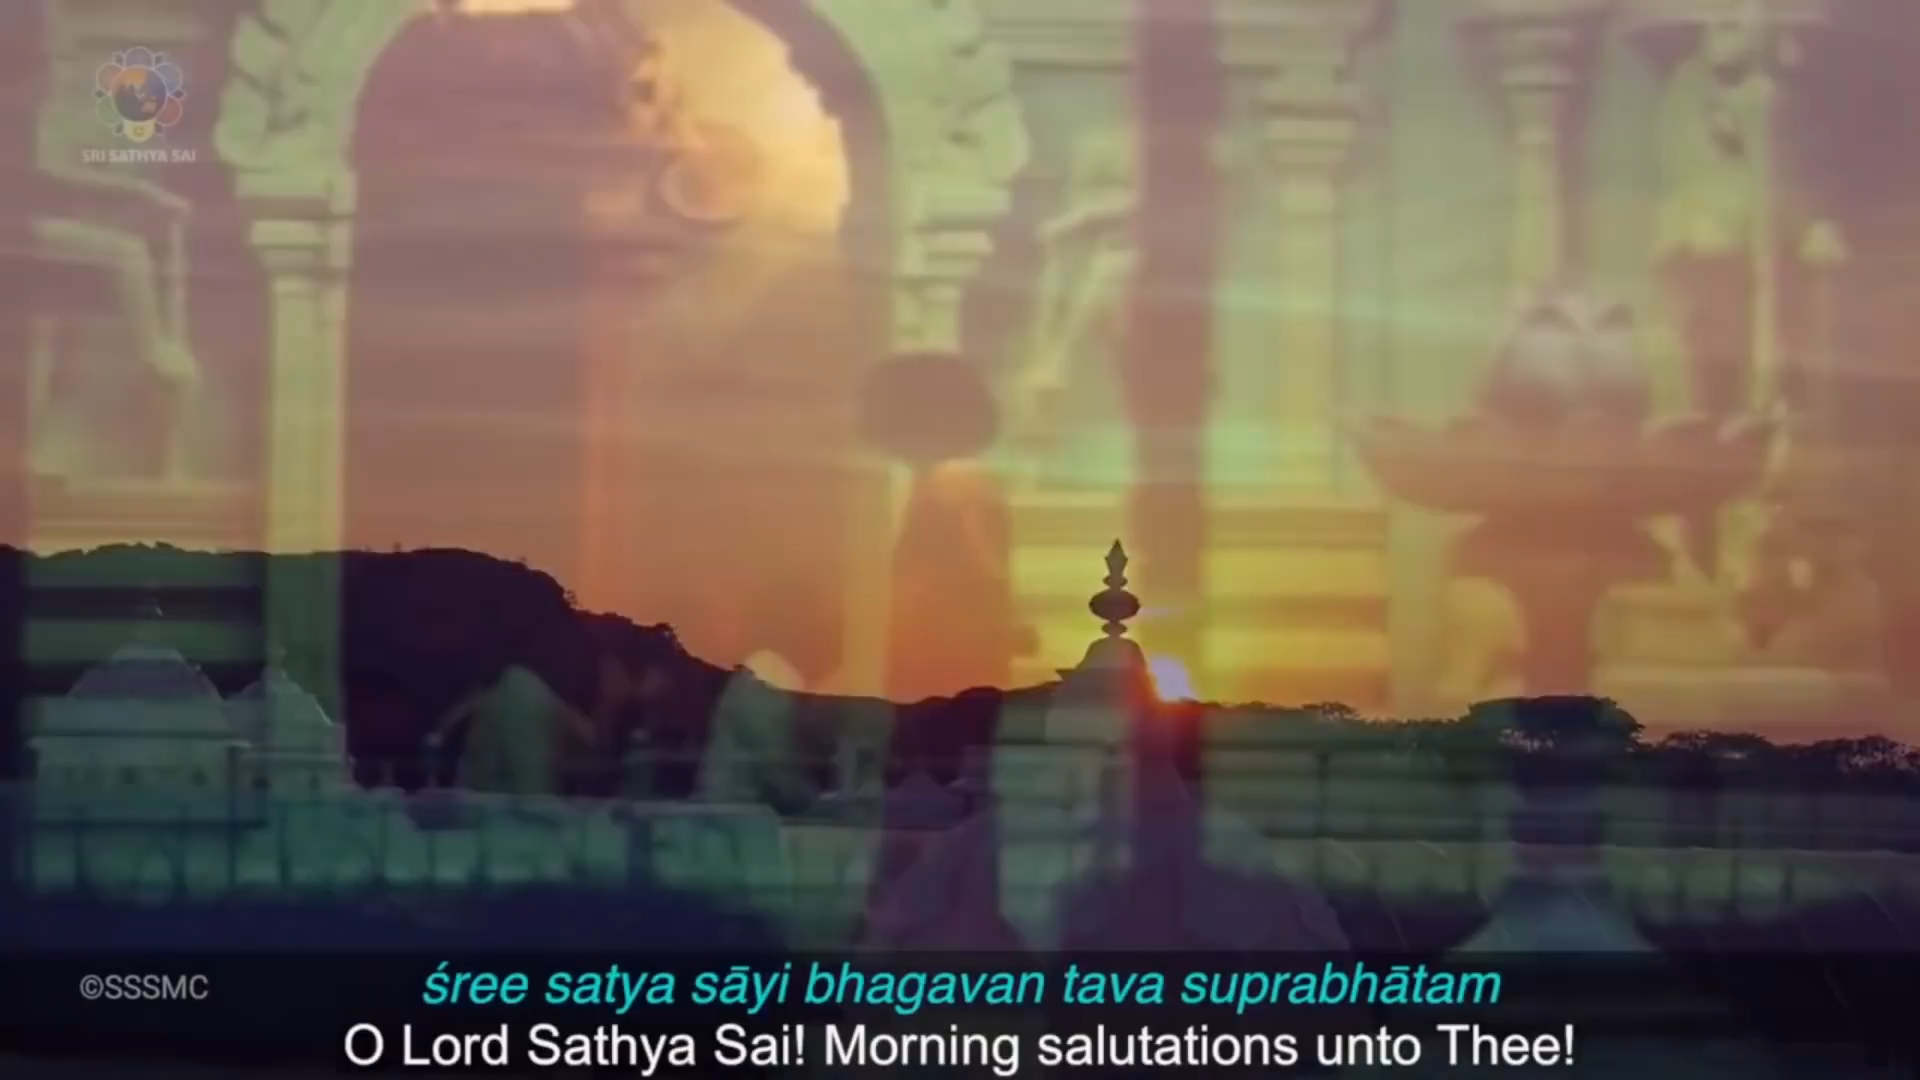 SRI SATHYA SAI
©SSSMC
śree satya sāyi bhagavan tava suprabhātam
O Lord Sathya Sai! Morning salutations unto Thee!